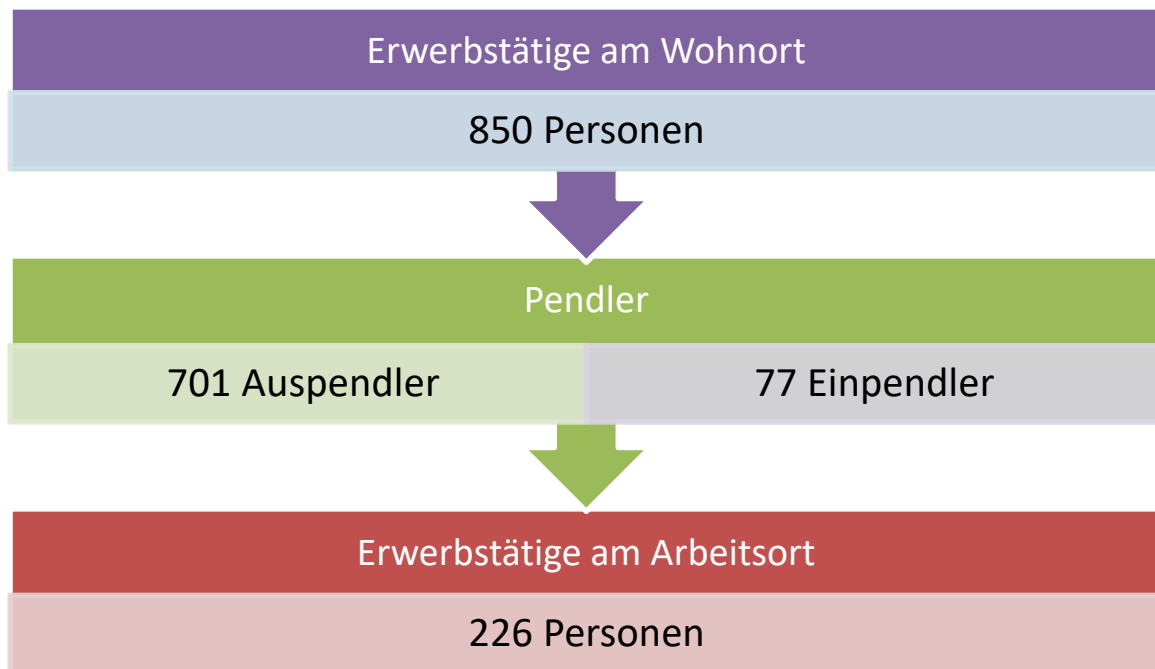 Erwerbstätige am Wohnort
850 Personen
Pendler
701 Auspendler
77 Einpendler
Erwerbstätige am Arbeitsort
226 Personen